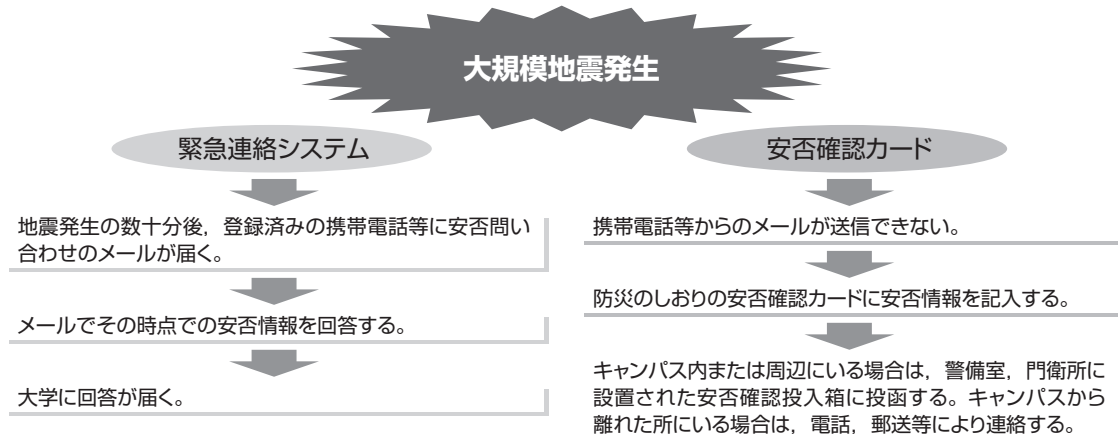 大規模地震発生
緊急連絡システム
地震発生の数十分後，登録済みの携帯電話等に安否問い
合わせのメールが届く。
メールでその時点での安否情報を回答する。
大学に回答が届く。
安否確認カード
携帯電話等からのメールが送信できない。
防災のしおりの安否確認カードに安否情報を記入する。
キャンパス内または周辺にいる場合は，警備室，門衛所に
設置された安否確認投入箱に投函する。キャンパスから
離れた所にいる場合は，電話，郵送等により連絡する。